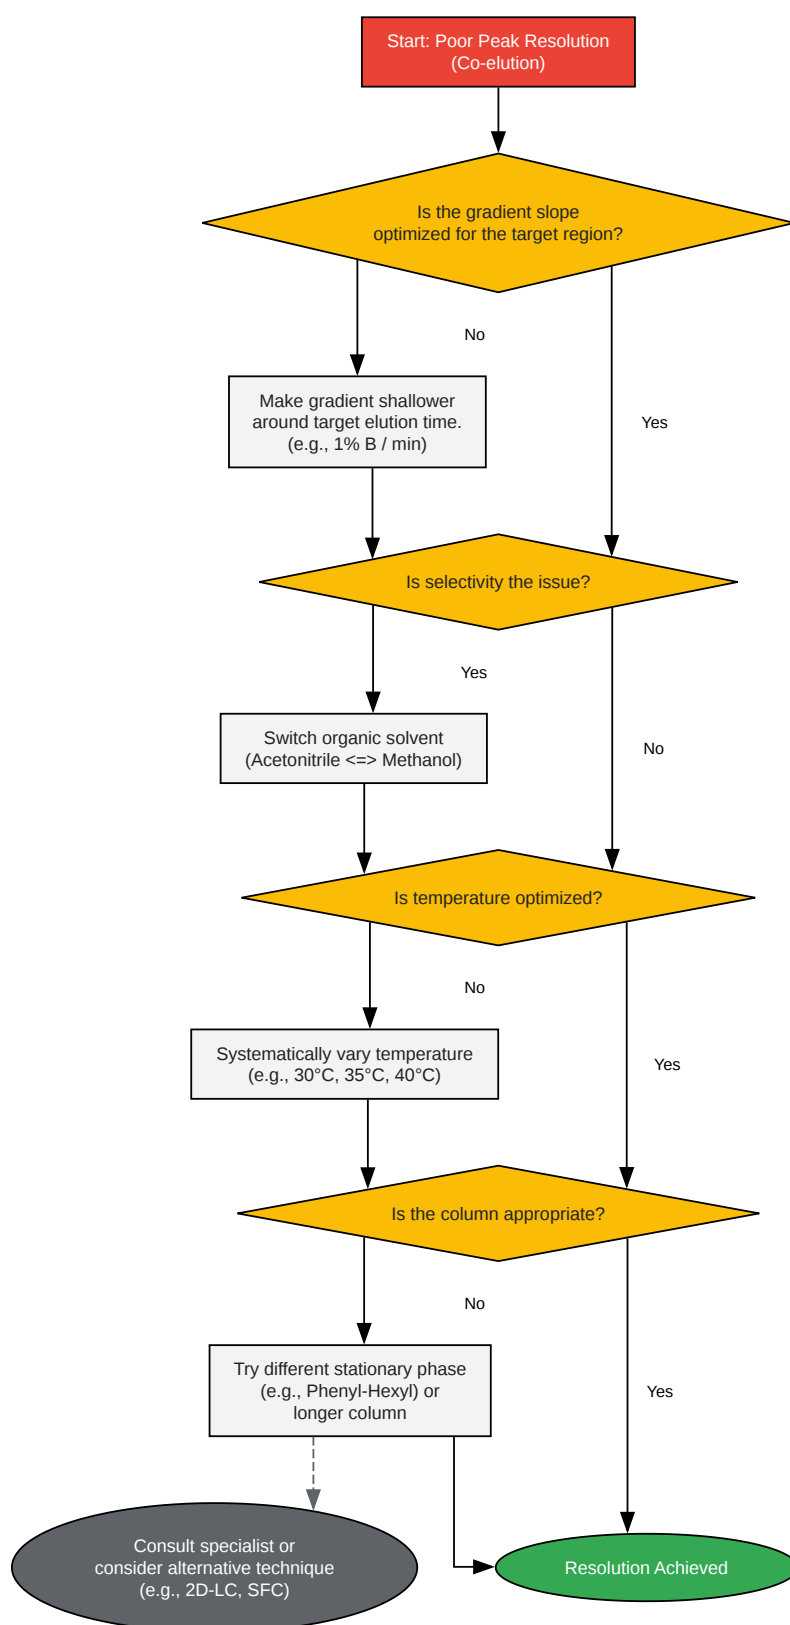 Start: Poor Peak Resolution
(Co-elution)
Is the gradient slope
optimized for the target region?
No
Make gradient shallower
around target elution time.
(e.g., 1% B / min)
Yes
Is selectivity the issue?
Yes
Switch organic solvent
(Acetonitrile <=> Methanol)
No
Is temperature optimized?
No
Systematically vary temperature
(e.g., 30°C, 35°C, 40°C)
Yes
Is the column appropriate?
No
Try different stationary phase
(e.g., Phenyl-Hexyl) or
longer column
Yes
Consult specialist or
consider alternative technique
(e.g., 2D-LC, SFC)
Resolution Achieved